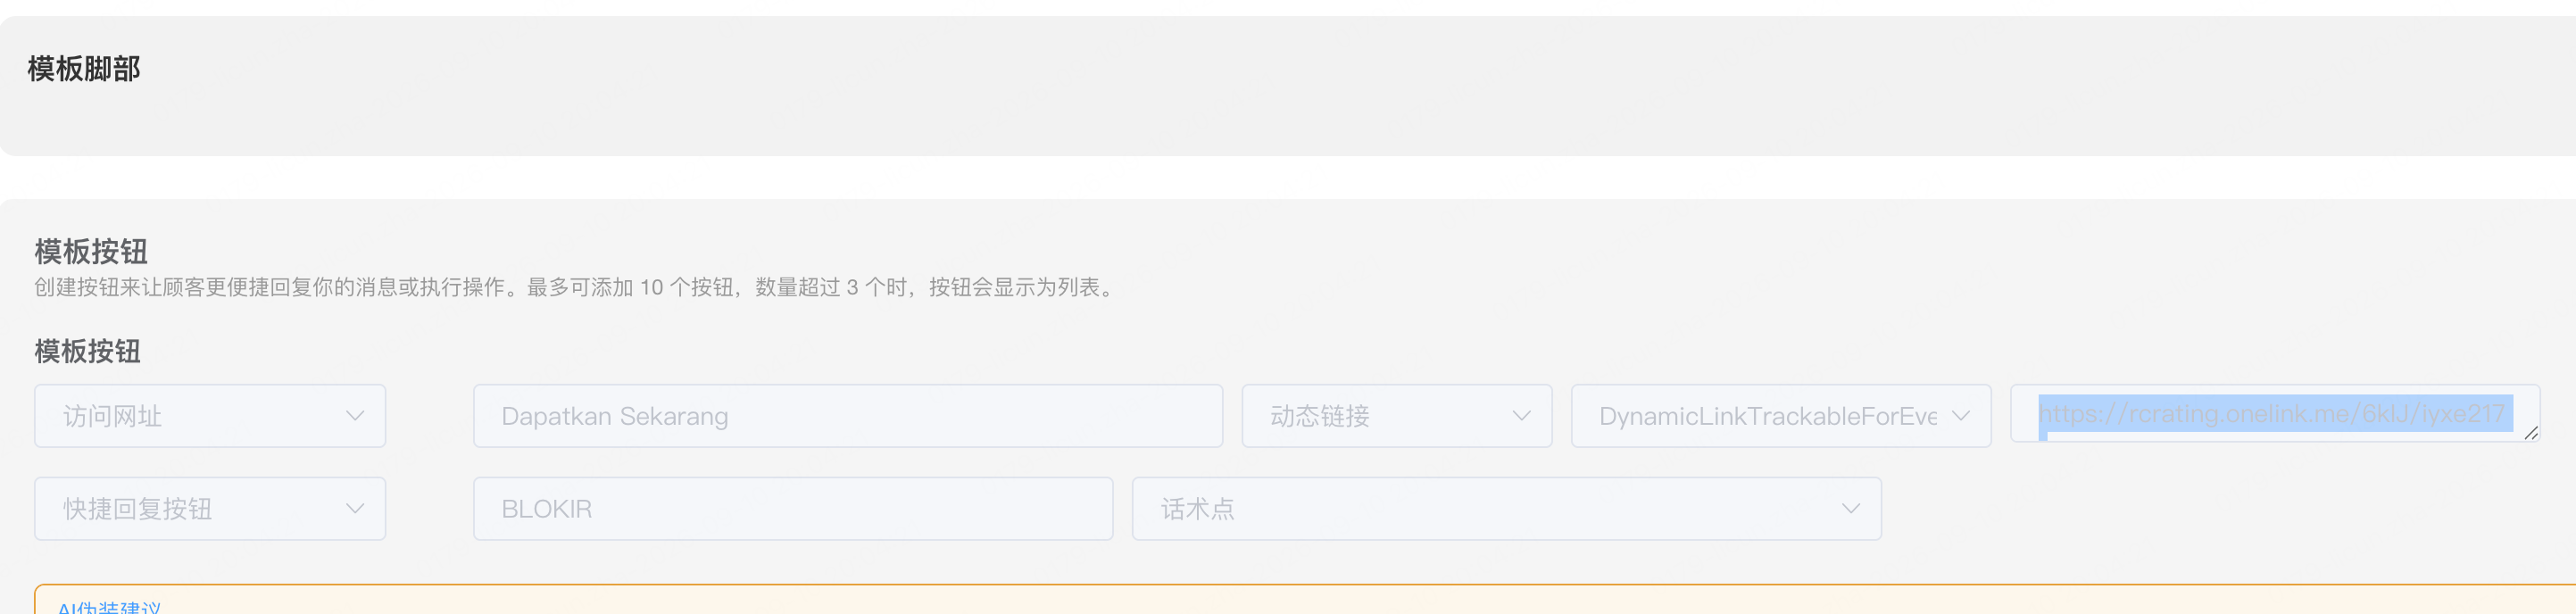 模板脚部
模板按钮
创建按钮来让顾客更便捷回复你的消息或执行操作。最多可添加 10 个按钮，数量超过 3 个时，按钮会显示为列表。
模板按钮
访问网址 Dapatkan Sekarang 动态链接 DynamicLinkTrackableForEve https://rcrating.onelink.me/6klJ/iyxe217
快捷回复按钮 BLOKIR 话术点
AI伪装建议